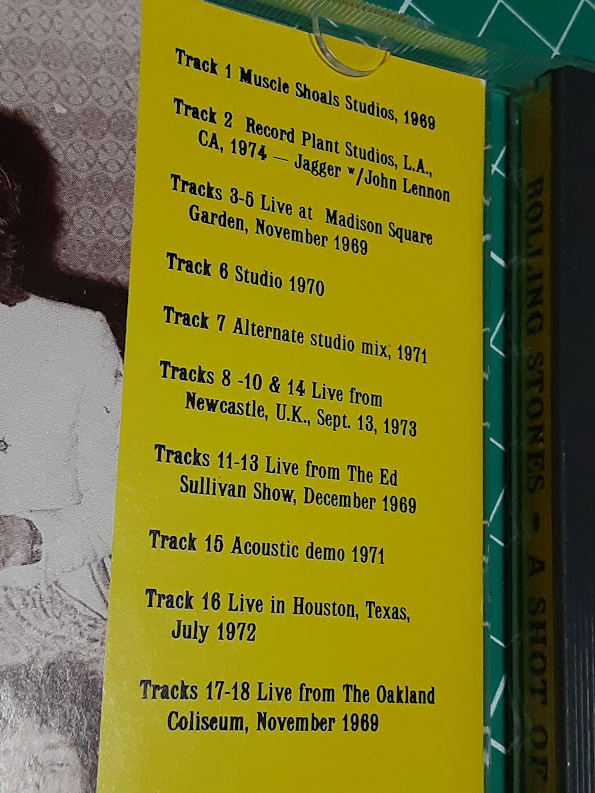 Track 1 Muscle Shoals Studios, 1969
Track 2 Record Plant Studios, L.A.,
CA, 1974 — Jagger w/John Lennon
Tracks 3-5 Live at Madison Square
Garden, November 1969
Track 6 Studio 1970
Track 7 Alternate studio mix, 1971
Tracks 8 -10 & 14 Live from
Newcastle, U.K., Sept. 13, 1973
Tracks 11-13 Live from The Ed
Sullivan Show, December 1969
Track 15 Acoustic demo 1971
Track 16 Live in Houston, Texas,
July 1972
Tracks 17-18 Live from The Oakland
Coliseum, November 1969
ROLLING STONES • A SHOT OF